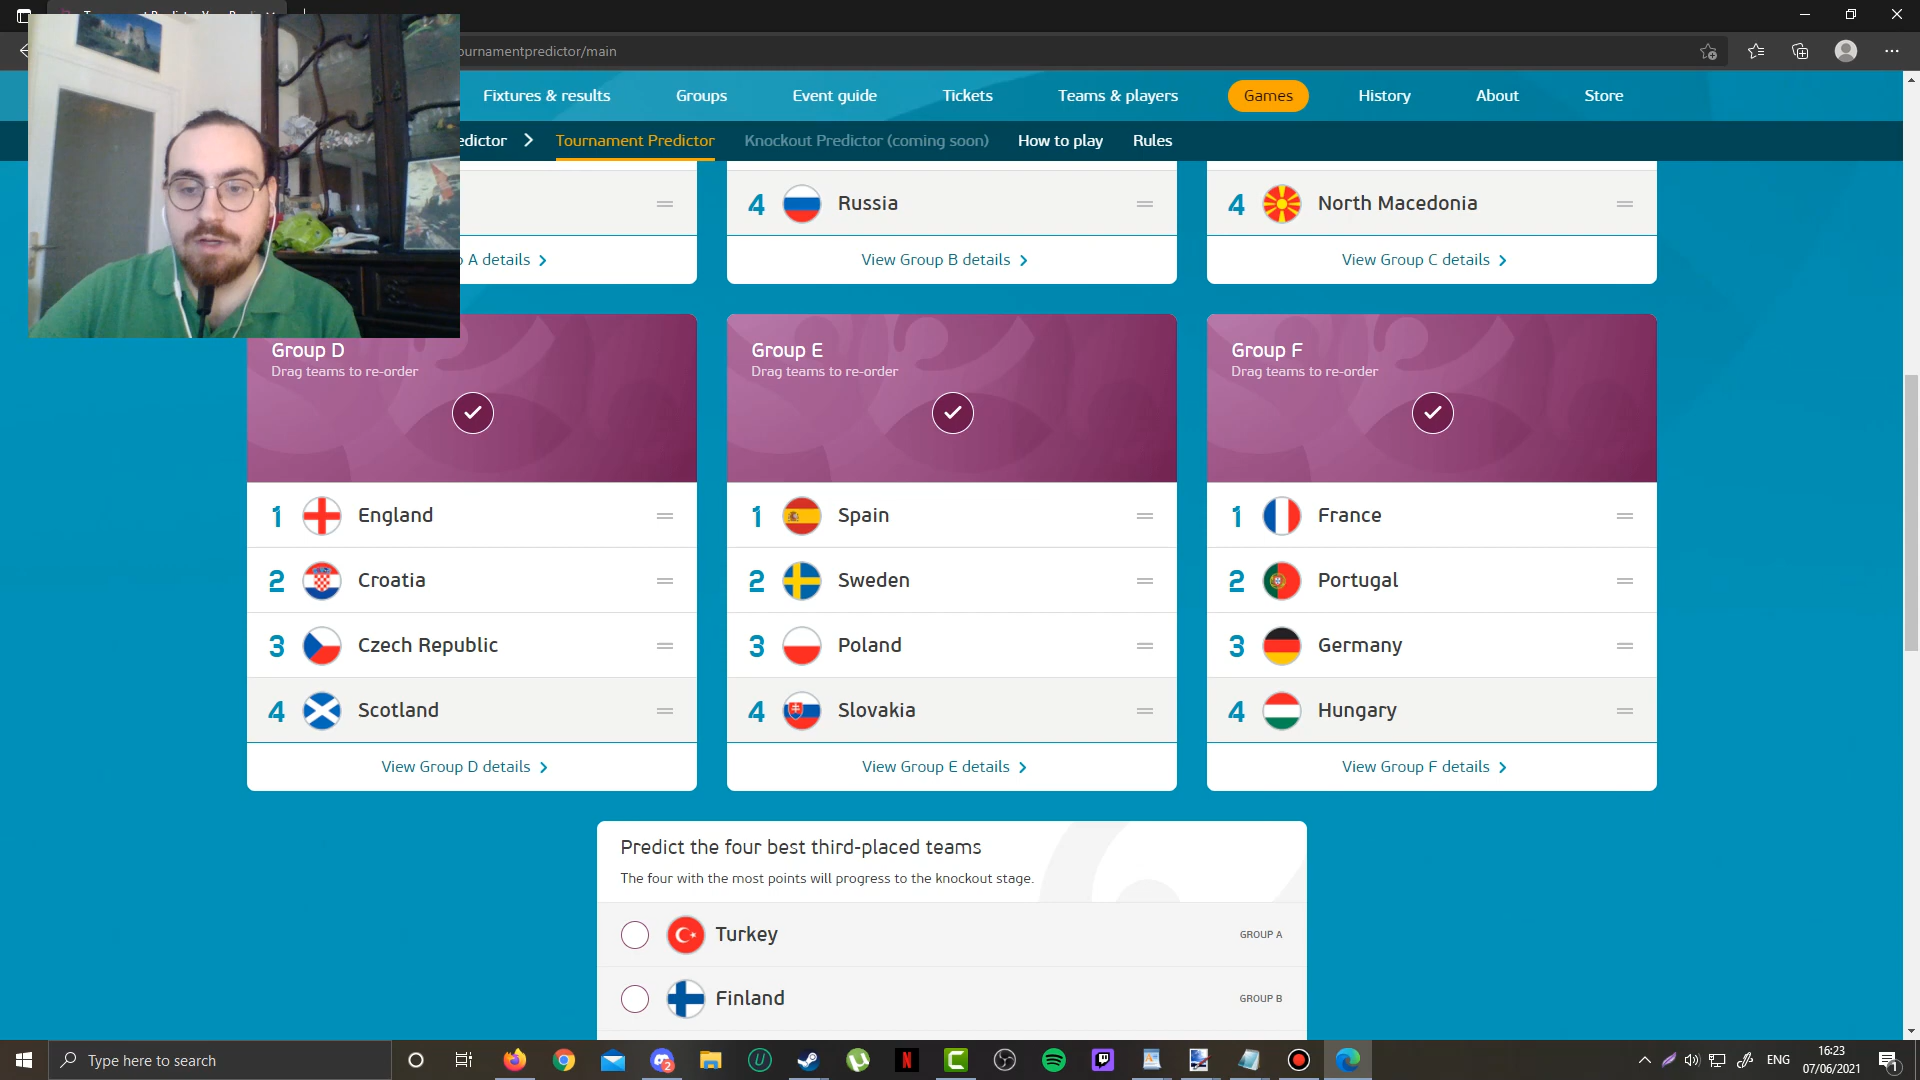 ournamentpredictor/main
Fixtures & results Groups Event guide Tickets Teams & players Games History About Store
edictor Tournament Predictor Knockout Predictor (coming soon) How to play Rules
4 Russia
4 North Macedonia
A details
View Group B details
View Group C details
Group D
Drag teams to re-order
1 England
2 Croatia
3 Czech Republic
4 Scotland
View Group D details
Group E
Drag teams to re-order
1 Spain
2 Sweden
3 Poland
4 Slovakia
View Group E details
Group F
Drag teams to re-order
1 France
2 Portugal
3 Germany
4 Hungary
View Group F details
Predict the four best third-placed teams
The four with the most points will progress to the knockout stage.
Turkey GROUP A
Finland GROUP B
Type here to search
2
ENG
16:23
07/06/2021
1